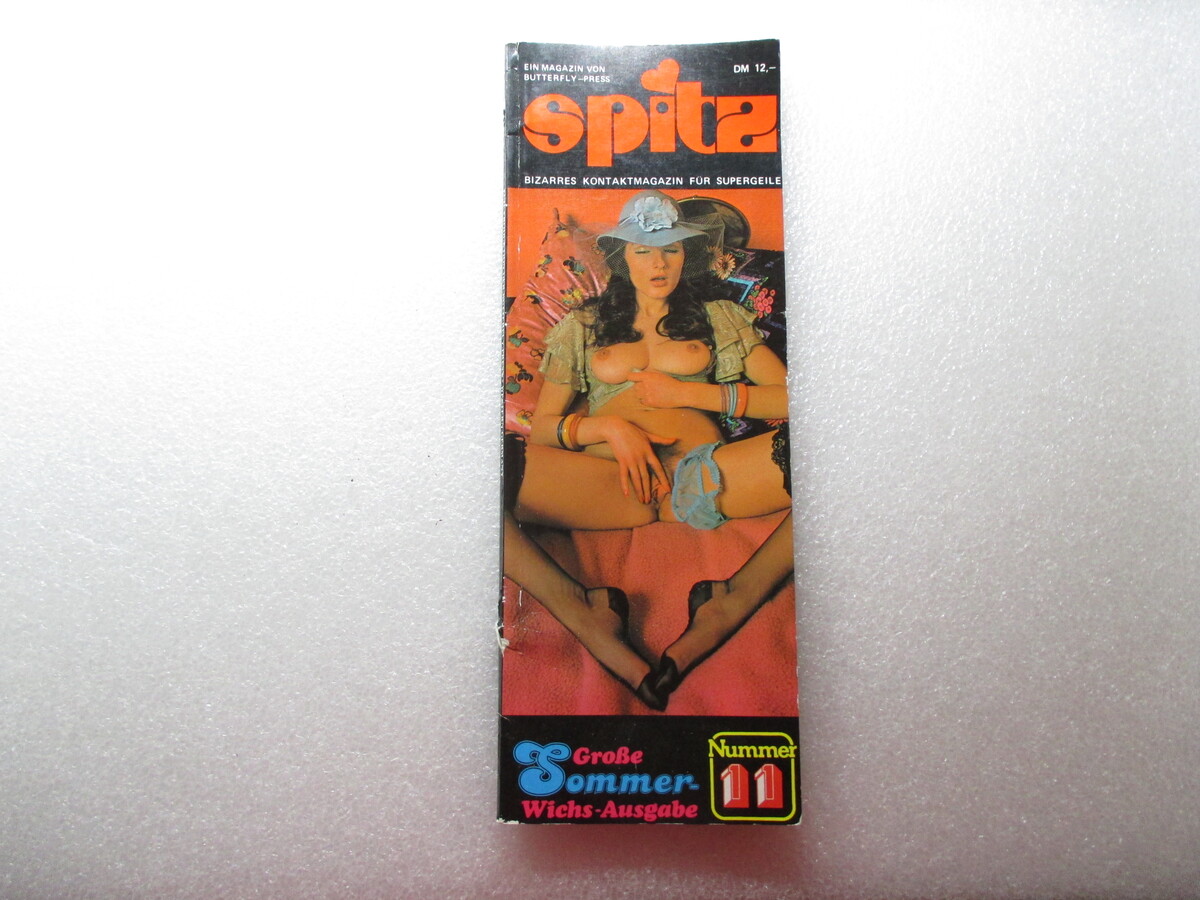 EIN MAGAZIN VON
BUTTERFLY-PRESS
DM 12,-
spitz
BIZARRES KONTAKTMAGAZIN FÜR SUPERGEILE
Große
Sommer-
Wichs-Ausgabe
Nummer
11